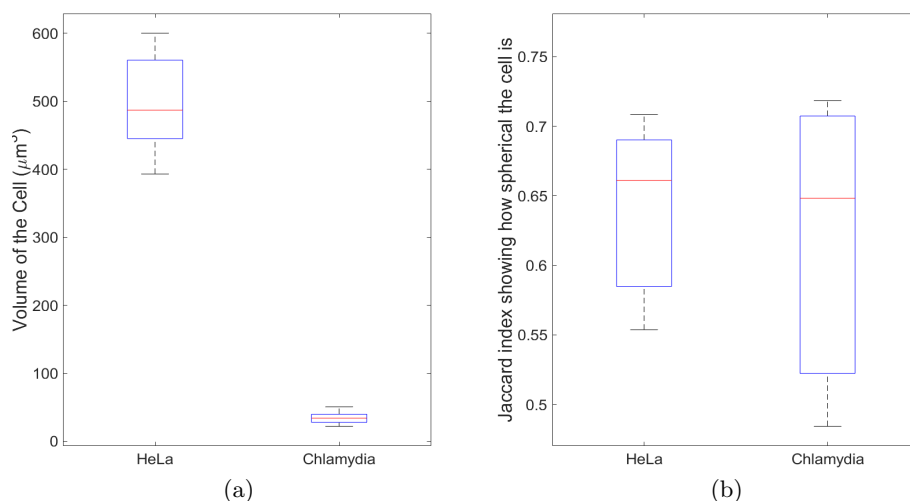 Volume of the Cell (μm³)
600
500
400
300
200
100
0
HeLa
Chlamydia
(a)
Jaccard index showing how spherical the cell is
0.75
0.7
0.65
0.6
0.55
0.5
HeLa
Chlamydia
(b)